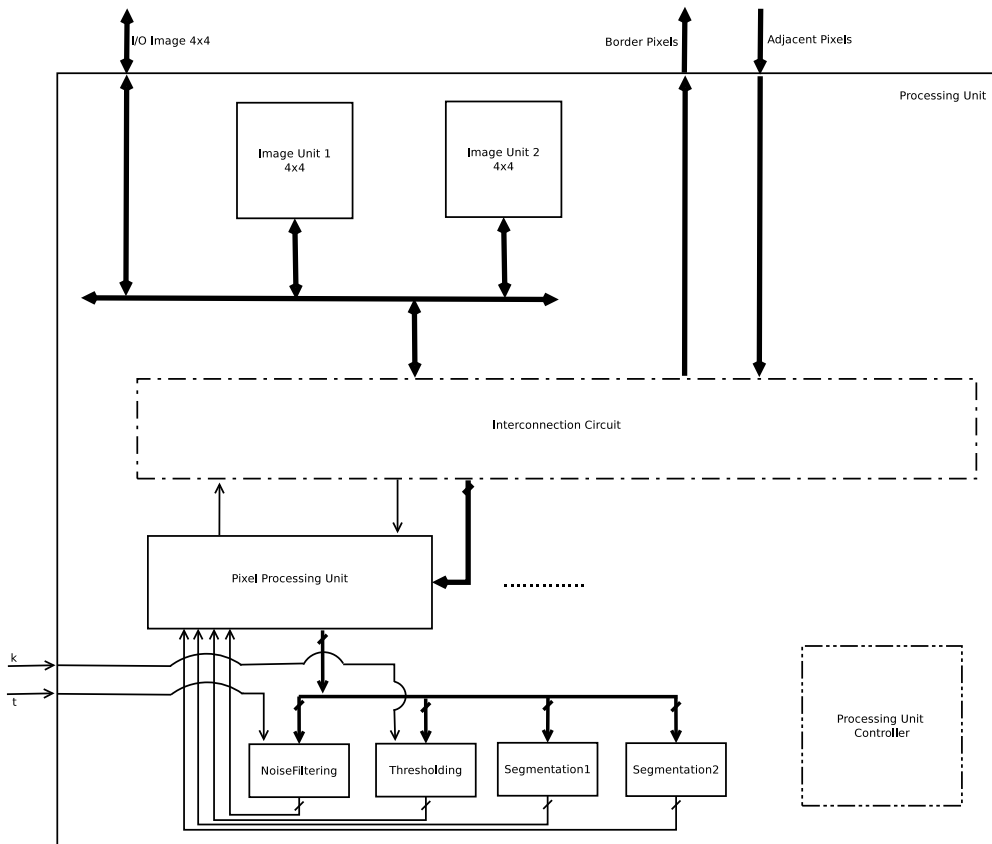 I/O Image 4x4
Border Pixels
Adjacent Pixels
Processing Unit
Image Unit 1
4x4
Image Unit 2
4x4
Interconnection Circuit
Pixel Processing Unit
k
t
Processing Unit
Controller
NoiseFiltering
Thresholding
Segmentation1
Segmentation2